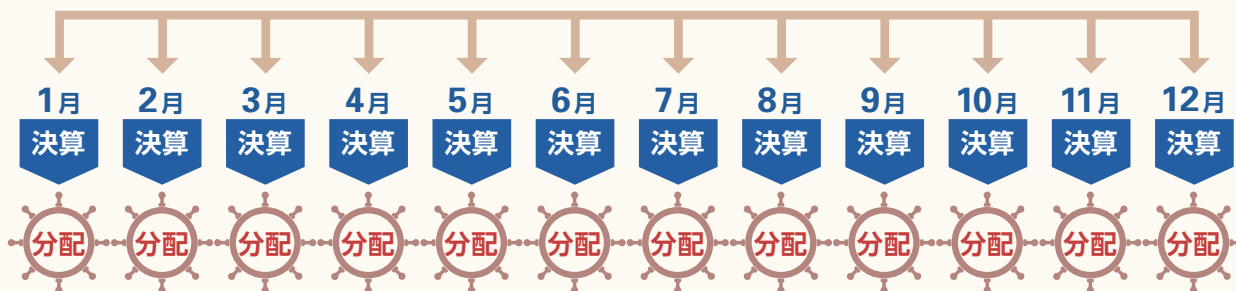 1月 2月 3月 4月 5月 6月 7月 8月 9月 10月 11月 12月
決算 決算 決算 決算 決算 決算 決算 決算 決算 決算 決算 決算
分配 分配 分配 分配 分配 分配 分配 分配 分配 分配 分配 分配